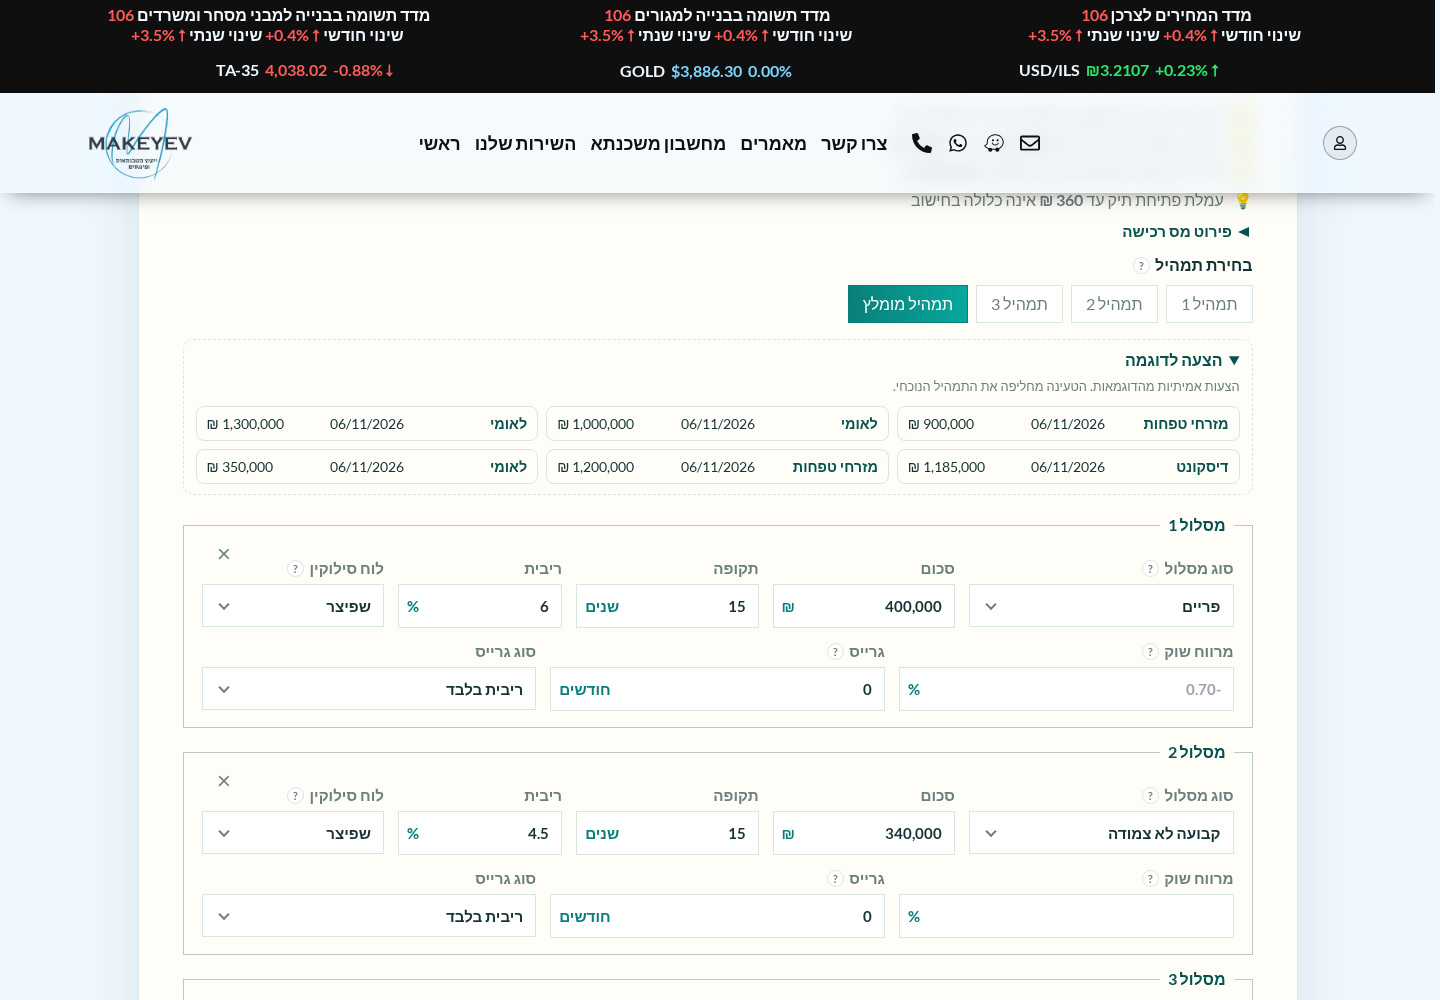 מדד המחירים לצרכן 106
שינוי חודשי ↑ +0.4% שינוי שנתי ↑ +3.5%
מדד תשומה בבנייה למגורים 106
שינוי חודשי ↑ +0.4% שינוי שנתי ↑ +3.5%
מדד תשומה בבנייה למבני מסחר ומשרדים 106
שינוי חודשי ↑ +0.4% שינוי שנתי ↑ +3.5%
USD/ILS ₪3.2107 +0.23% ↑
GOLD $3,886.30 0.00%
TA-35 4,038.02 -0.88% ↓
צרו קשר
מאמרים
מחשבון משכנתא
השירות שלנו
ראשי
MAKEYEV
ייעוץ משכנתאות
ופיננסים
עמלת פתיחת תיק עד 360 ₪ אינה כלולה בחישוב
◀ פירוט מס רכישה
בחירת תמהיל ?
תמהיל 1
תמהיל 2
תמהיל 3
תמהיל מומלץ
▼ הצעה לדוגמה
הצעות אמיתיות מהדוגמאות. הטעינה מחליפה את התמהיל הנוכחי.
מזרחי טפחות 06/11/2026 900,000 ₪
לאומי 06/11/2026 1,000,000 ₪
לאומי 06/11/2026 1,300,000 ₪
דיסקונט 06/11/2026 1,185,000 ₪
מזרחי טפחות 06/11/2026 1,200,000 ₪
לאומי 06/11/2026 350,000 ₪
מסלול 1
×
סוג מסלול ? סכום תקופה ריבית לוח סילוקין ?
פריים 400,000 ₪ 15 שנים 6 % שפיצר
מרווח שוק ? גרייס ? סוג גרייס
-0.70 % 0 חודשים ריבית בלבד
מסלול 2
×
סוג מסלול ? סכום תקופה ריבית לוח סילוקין ?
קבועה לא צמודה 340,000 ₪ 15 שנים 4.5 % שפיצר
מרווח שוק ? גרייס ? סוג גרייס
% 0 חודשים ריבית בלבד
מסלול 3